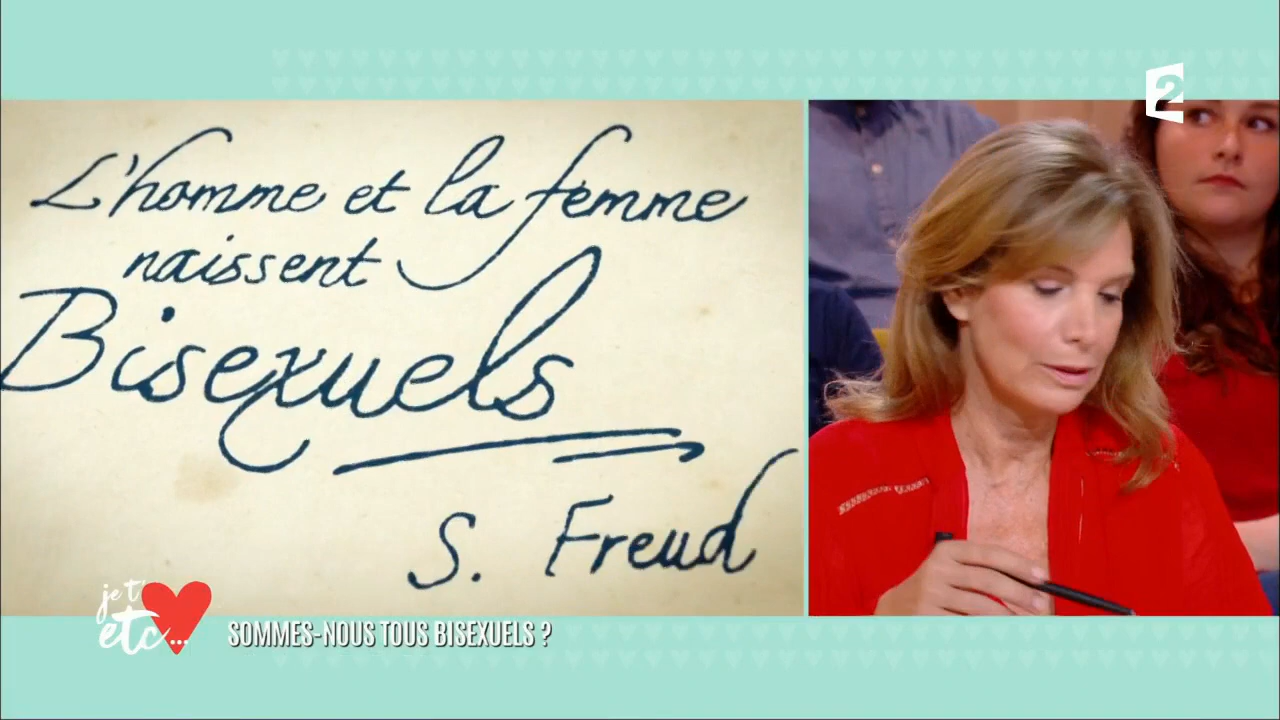 L'homme et la femme
naissent
Bisexuels
S. Freud
2
je t'
etc...
SOMMES-NOUS TOUS BISEXUELS ?